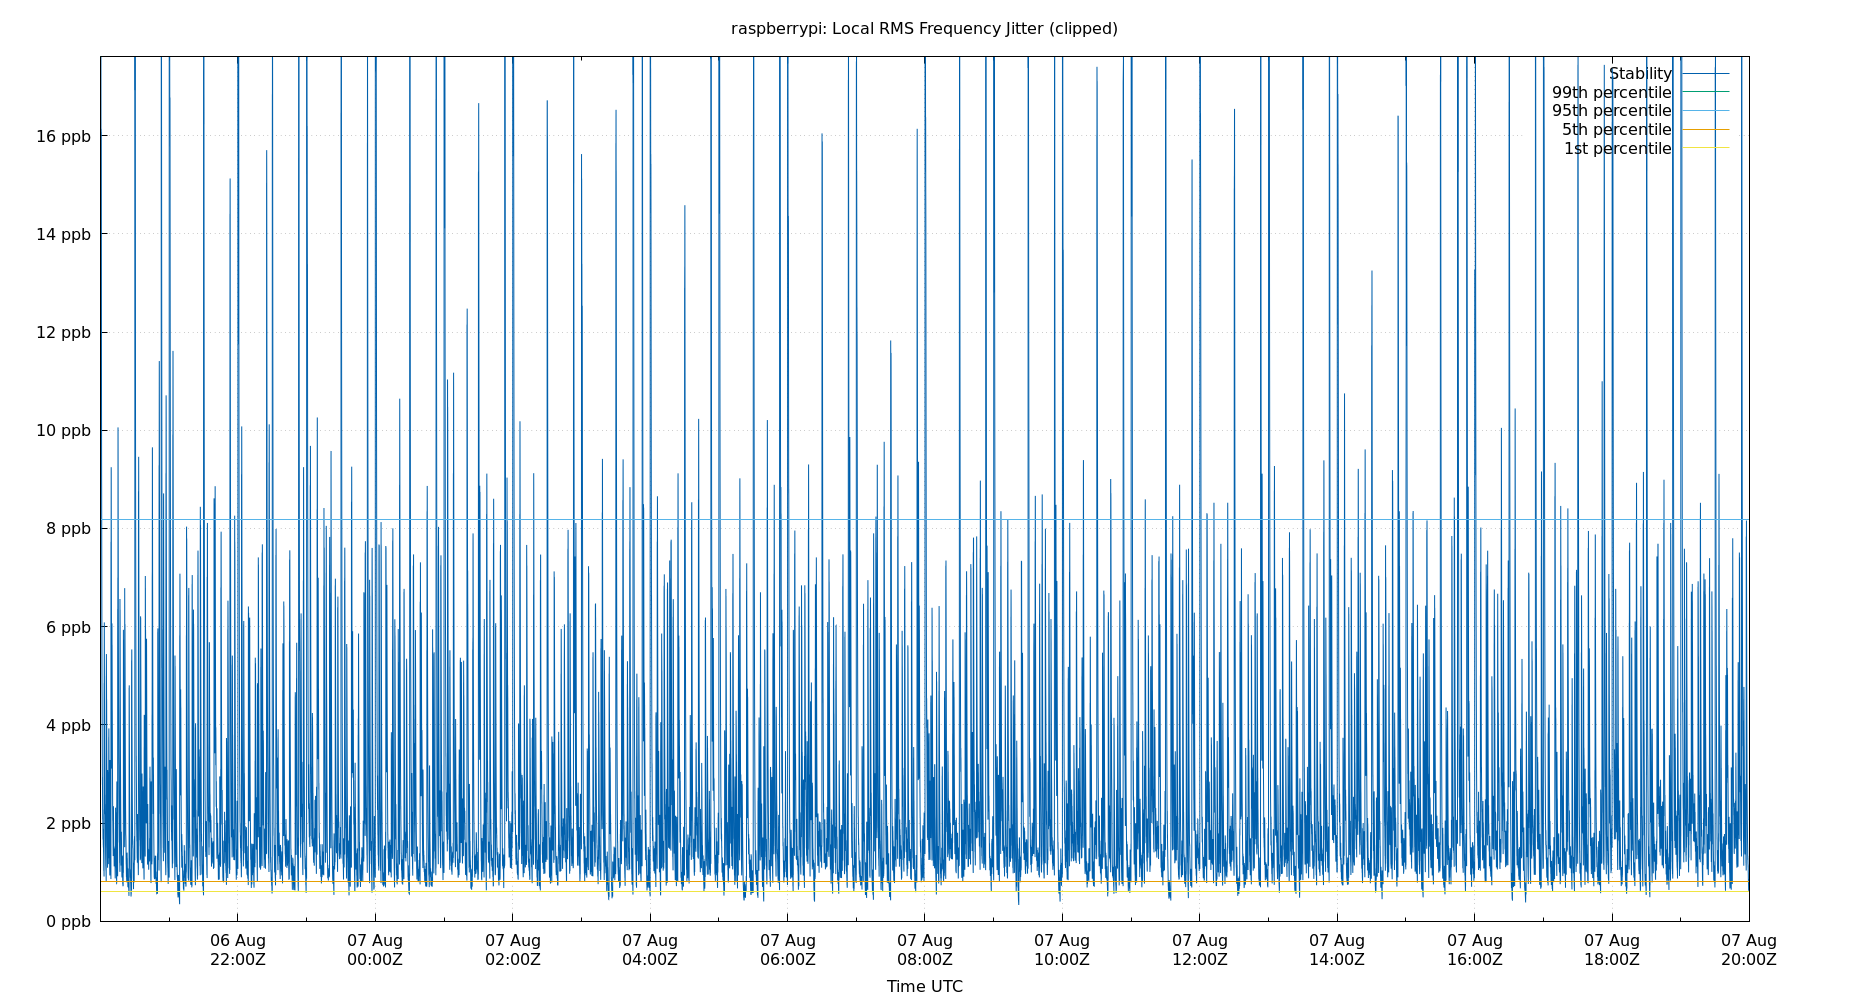 raspberrypi: Local RMS Frequency Jitter (clipped)
Stability
99th percentile
95th percentile
5th percentile
1st percentile
16 ppb
14 ppb
12 ppb
10 ppb
8 ppb
6 ppb
4 ppb
2 ppb
0 ppb
06 Aug 07 Aug 07 Aug 07 Aug 07 Aug 07 Aug 07 Aug 07 Aug 07 Aug 07 Aug 07 Aug 07 Aug
22:00Z 00:00Z 02:00Z 04:00Z 06:00Z 08:00Z 10:00Z 12:00Z 14:00Z 16:00Z 18:00Z 20:00Z
Time UTC